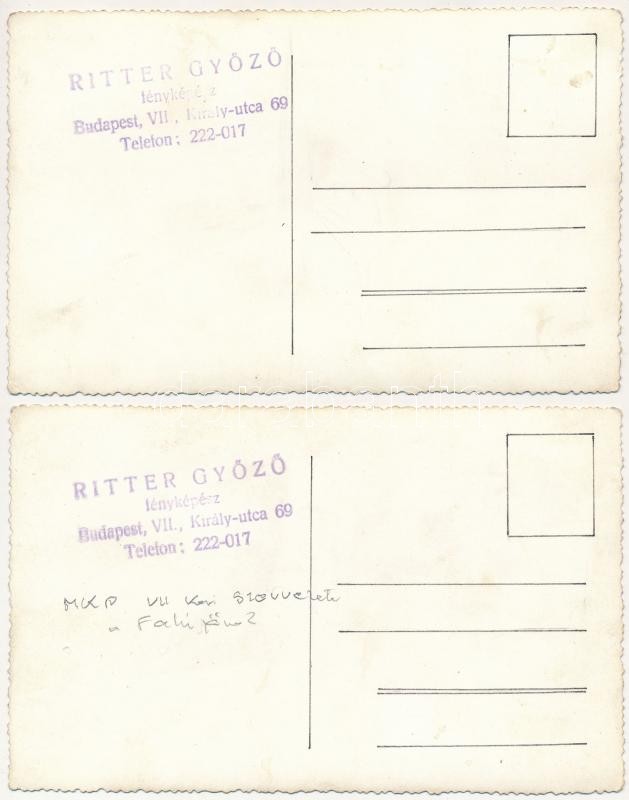 RITTER GYŐZŐ
fényképész
Budapest, VII., Király-utca 69
Telefon: 222-017
RITTER GYŐZŐ
fényképész
Budapest, VII., Király-utca 69
Telefon: 222-017
MKP VII Ker. Szervezete
a